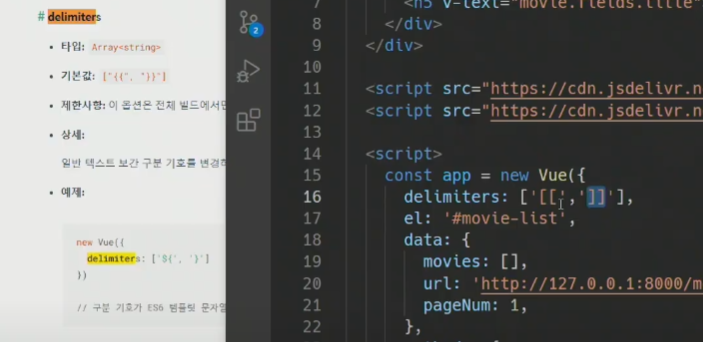 # delimiters
• 타입: Array<string>
• 기본값: ["{{", "}}"]
• 제한사항: 이 옵션은 전체 빌드에서만
• 상세:
일반 텍스트 보간 구분 기호를 변경하
• 예제:
new Vue({
  delimiters: ['${', '}']
})
// 구분 기호가 ES6 템플릿 문자열
2
7 <h5 v-text="movie.fields.title"
8 </div>
9 </div>
10
11 <script src="https://cdn.jsdelivr.n
12 <script src="https://cdn.jsdelivr.n
13
14 <script>
15 const app = new Vue({
16 delimiters: ['[[',']]'],
17 el: '#movie-list',
18 data: {
19 movies: [],
20 url: 'http://127.0.0.1:8000/m
21 pageNum: 1,
22 },